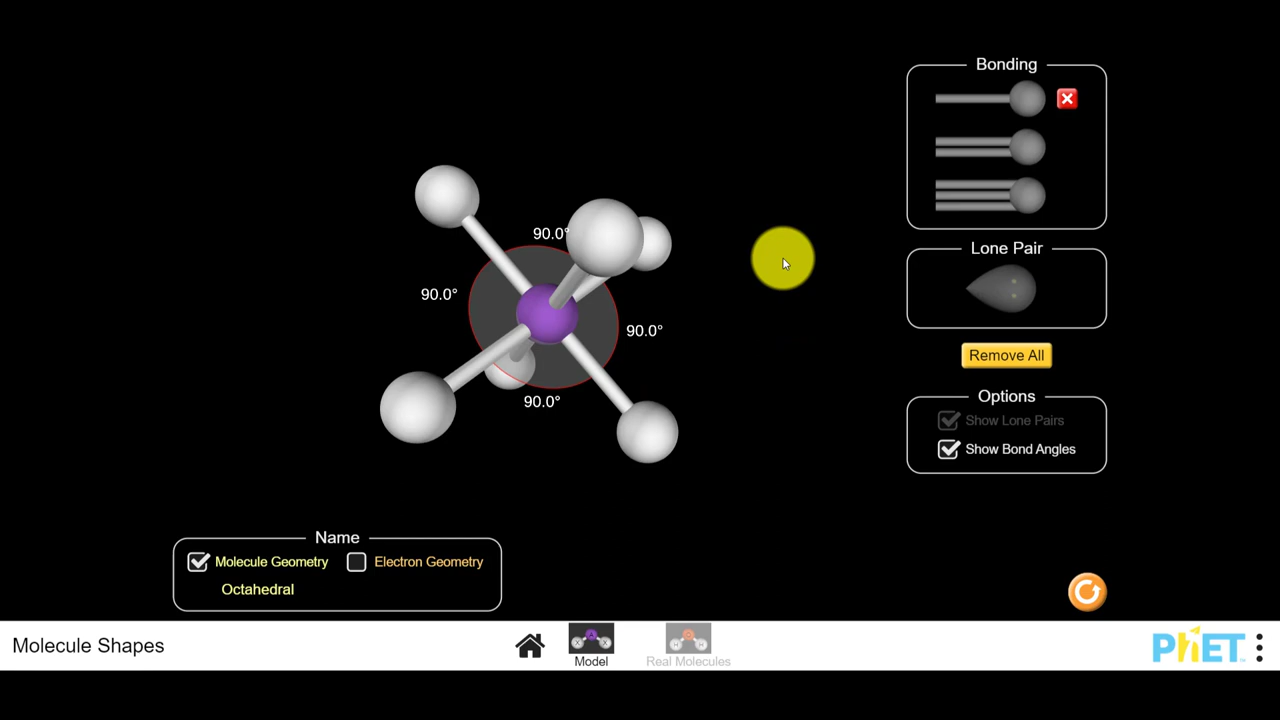 Bonding
90.0°
Lone Pair
90.0°
90.0°
Remove All
90.0°
Options
Show Lone Pairs
Show Bond Angles
Name
Molecule Geometry
Electron Geometry
Octahedral
Molecule Shapes
Model
Real Molecules
PhET